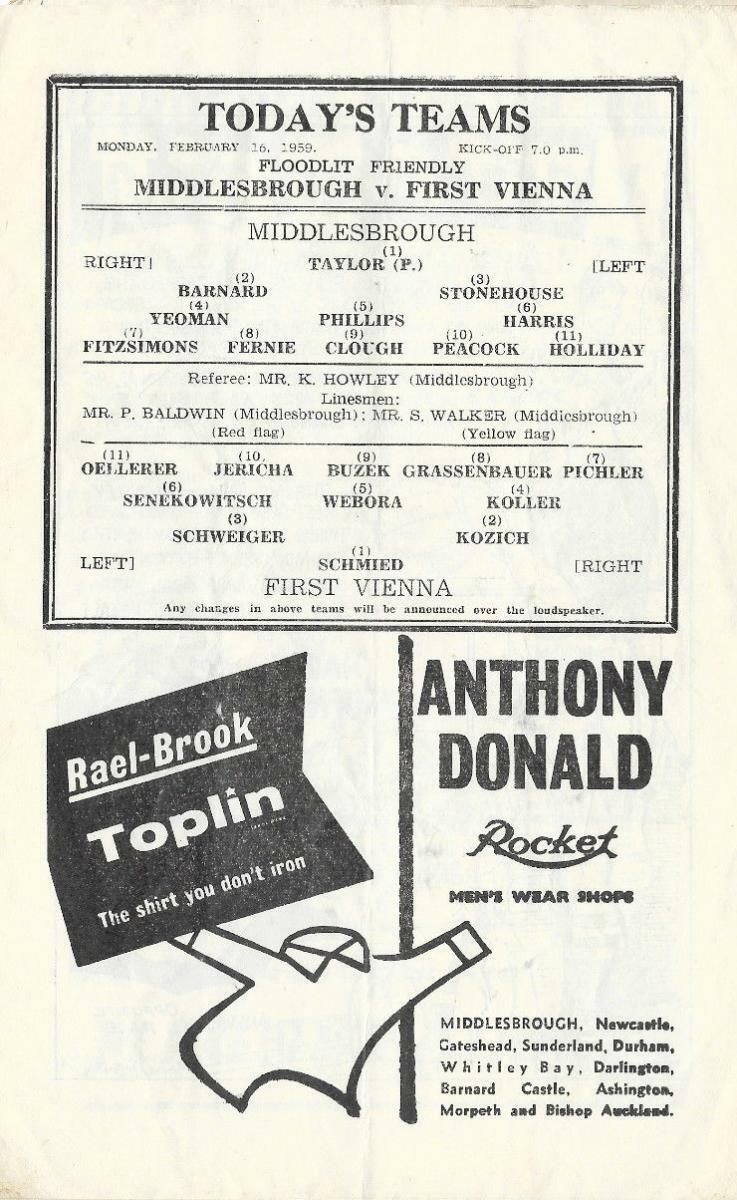 TODAY'S TEAMS
MONDAY, FEBRUARY 16, 1959. KICK-OFF 7.0 p.m.
FLOODLIT FRIENDLY
MIDDLESBROUGH v. FIRST VIENNA
MIDDLESBROUGH
(1)
RIGHT] TAYLOR (P.) [LEFT
(2) (3)
BARNARD STONEHOUSE
(4) (5) (6)
YEOMAN PHILLIPS HARRIS
(7) (8) (9) (10) (11)
FITZSIMONS FERNIE CLOUGH PEACOCK HOLLIDAY
Referee: MR. K. HOWLEY (Middlesbrough)
Linesmen:
MR. P. BALDWIN (Middlesbrough); MR. S. WALKER (Middlesbrough)
(Red flag) (Yellow flag)
(11) (10, (9) (8) (7)
OELLERER JERICHA BUZEK GRASSENBAUER PICHLER
(6) (5) (4)
SENEKOWITSCH WEBORA KOLLER
(3) (2)
SCHWEIGER KOZICH
(1)
LEFT] SCHMIED [RIGHT
FIRST VIENNA
Any changes in above teams will be announced over the loudspeaker.
Rael-Brook
Toplin
The shirt you don't iron
ANTHONY
DONALD
Rocket
MEN'S WEAR SHOPS
MIDDLESBROUGH, Newcastle,
Gateshead, Sunderland, Durham,
Whitley Bay, Darlington,
Barnard Castle, Ashington,
Morpeth and Bishop Auckland.